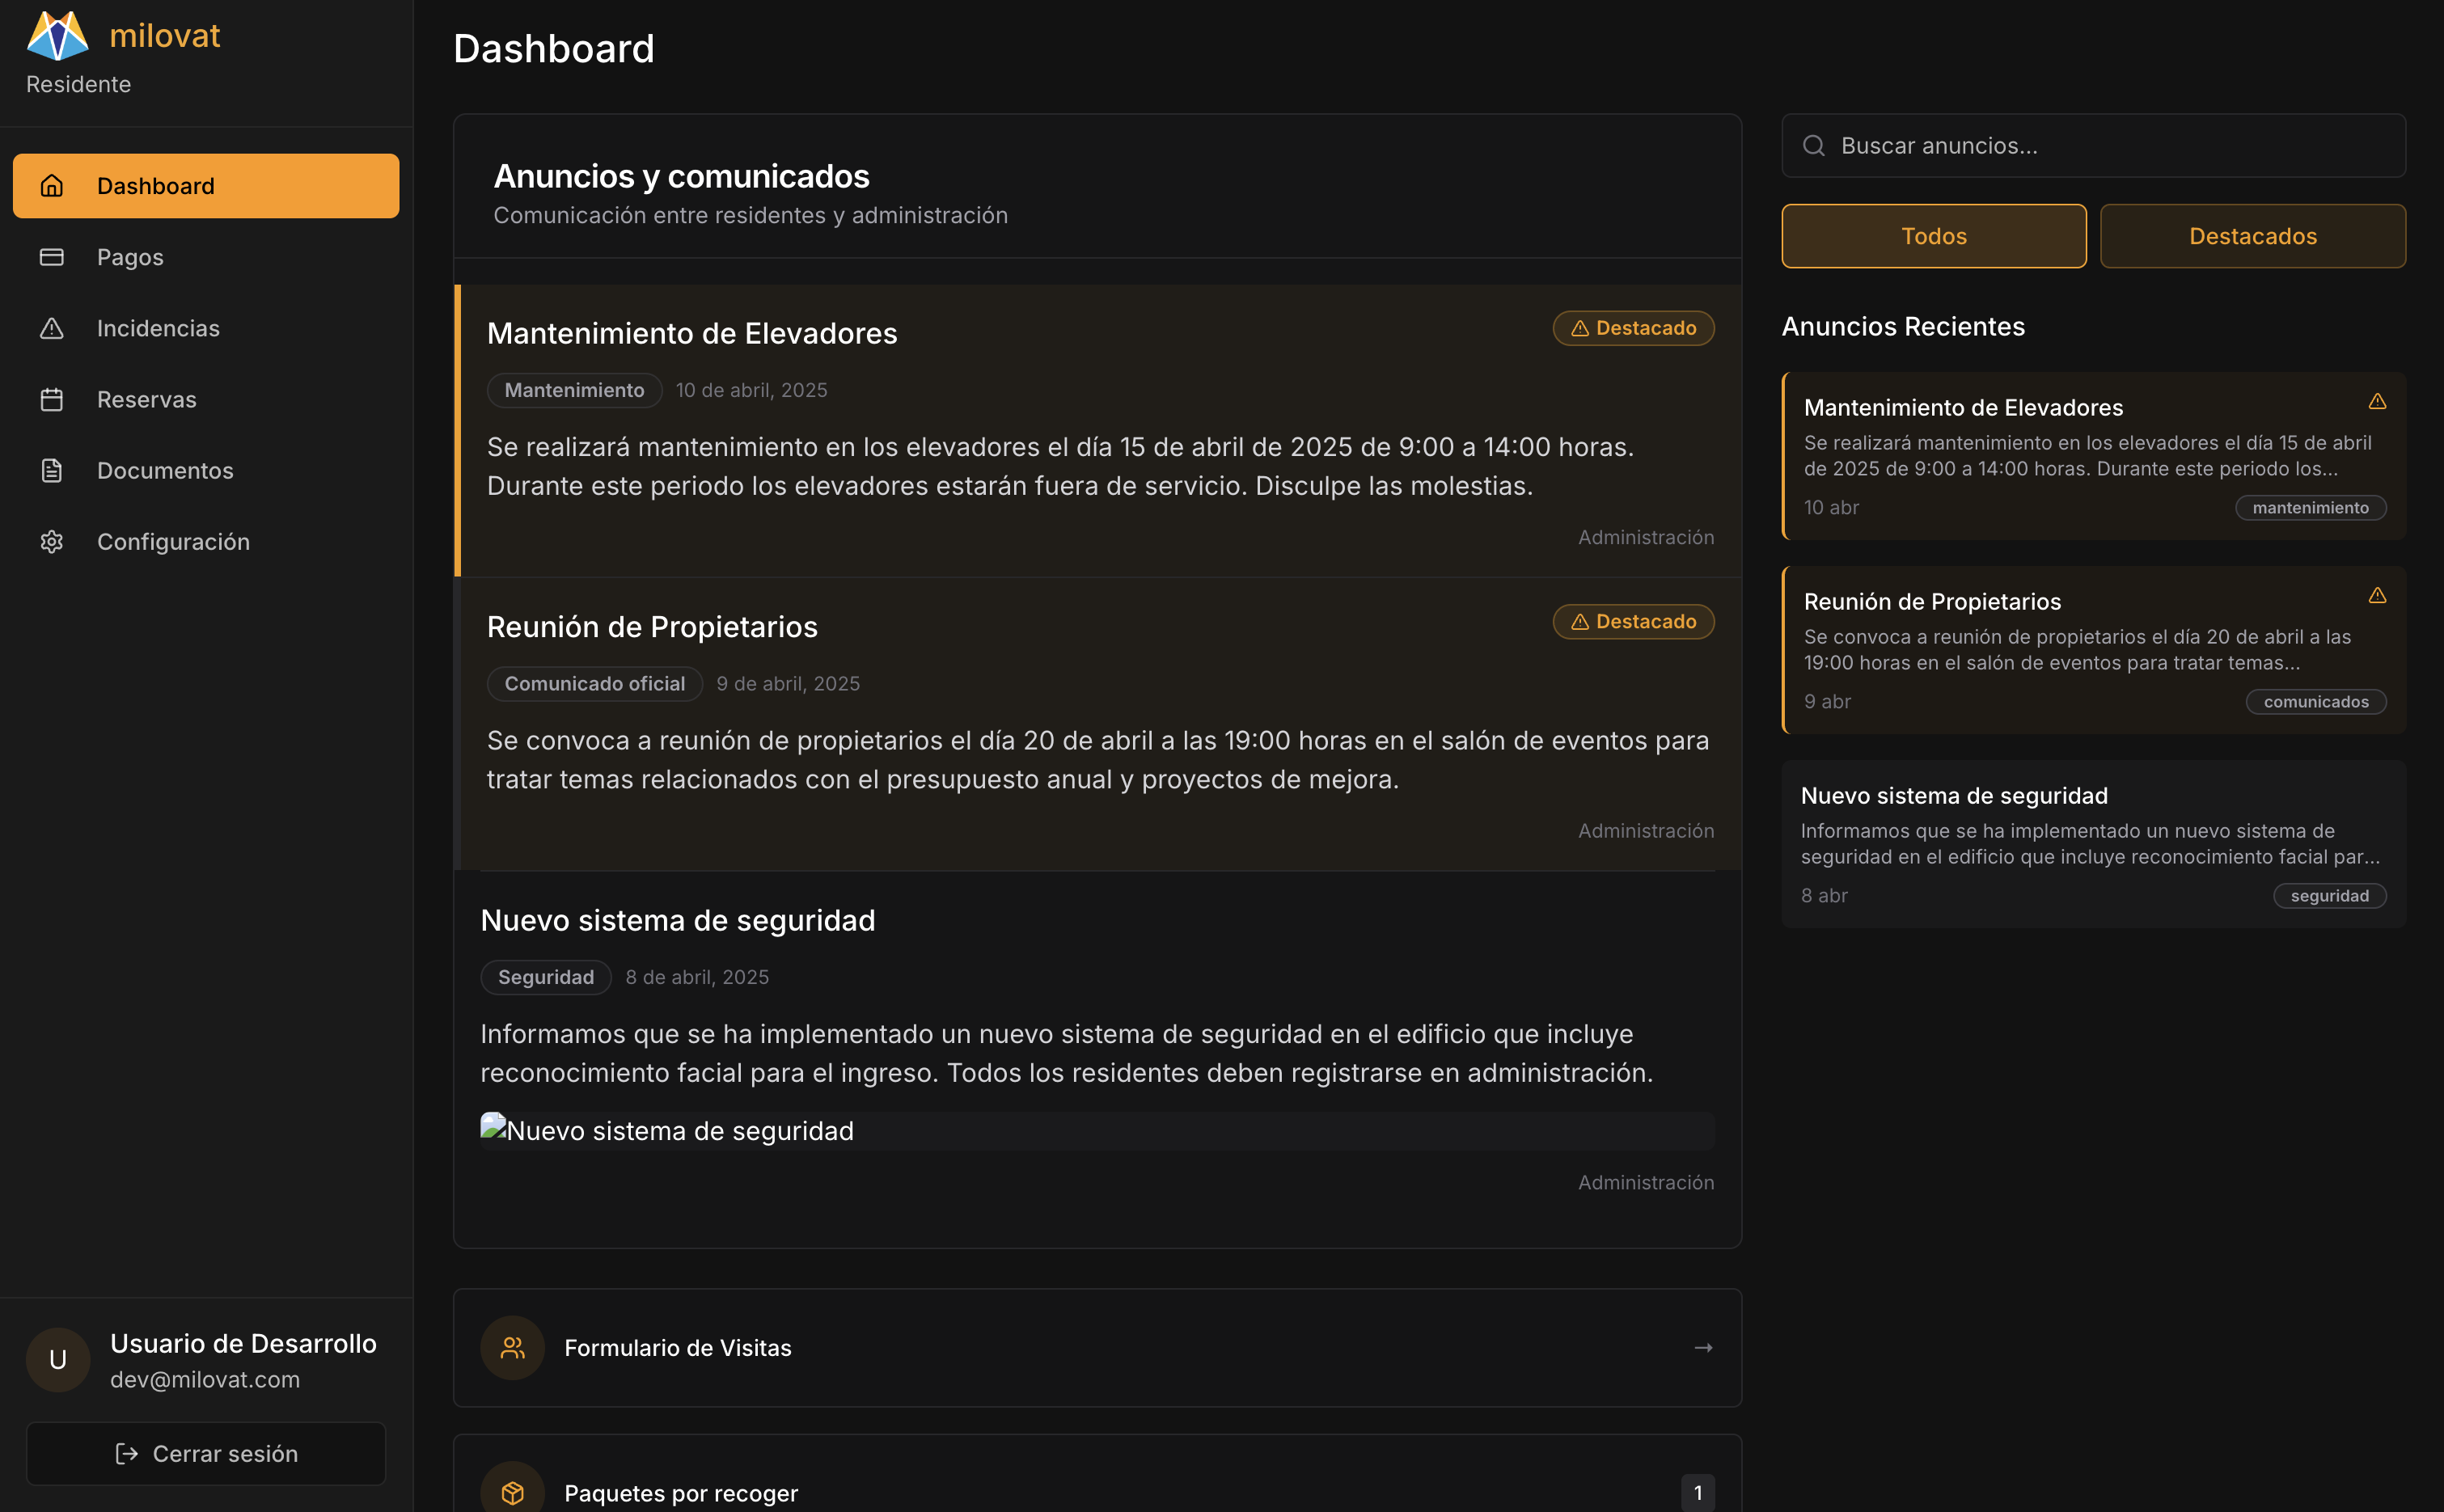 milovat
Residente
Dashboard
Pagos
Incidencias
Reservas
Documentos
Configuración
U
Usuario de Desarrollo
dev@milovat.com
Cerrar sesión
Dashboard
Anuncios y comunicados
Comunicación entre residentes y administración
Mantenimiento de Elevadores
Destacado
Mantenimiento
10 de abril, 2025
Se realizará mantenimiento en los elevadores el día 15 de abril de 2025 de 9:00 a 14:00 horas.
Durante este periodo los elevadores estarán fuera de servicio. Disculpe las molestias.
Administración
Reunión de Propietarios
Destacado
Comunicado oficial
9 de abril, 2025
Se convoca a reunión de propietarios el día 20 de abril a las 19:00 horas en el salón de eventos para
tratar temas relacionados con el presupuesto anual y proyectos de mejora.
Administración
Nuevo sistema de seguridad
Seguridad
8 de abril, 2025
Informamos que se ha implementado un nuevo sistema de seguridad en el edificio que incluye
reconocimiento facial para el ingreso. Todos los residentes deben registrarse en administración.
Nuevo sistema de seguridad
Administración
Formulario de Visitas
→
Paquetes por recoger
1
Buscar anuncios...
Todos
Destacados
Anuncios Recientes
Mantenimiento de Elevadores
Se realizará mantenimiento en los elevadores el día 15 de abril
de 2025 de 9:00 a 14:00 horas. Durante este periodo los...
10 abr
mantenimiento
Reunión de Propietarios
Se convoca a reunión de propietarios el día 20 de abril a las
19:00 horas en el salón de eventos para tratar temas...
9 abr
comunicados
Nuevo sistema de seguridad
Informamos que se ha implementado un nuevo sistema de
seguridad en el edificio que incluye reconocimiento facial par...
8 abr
seguridad